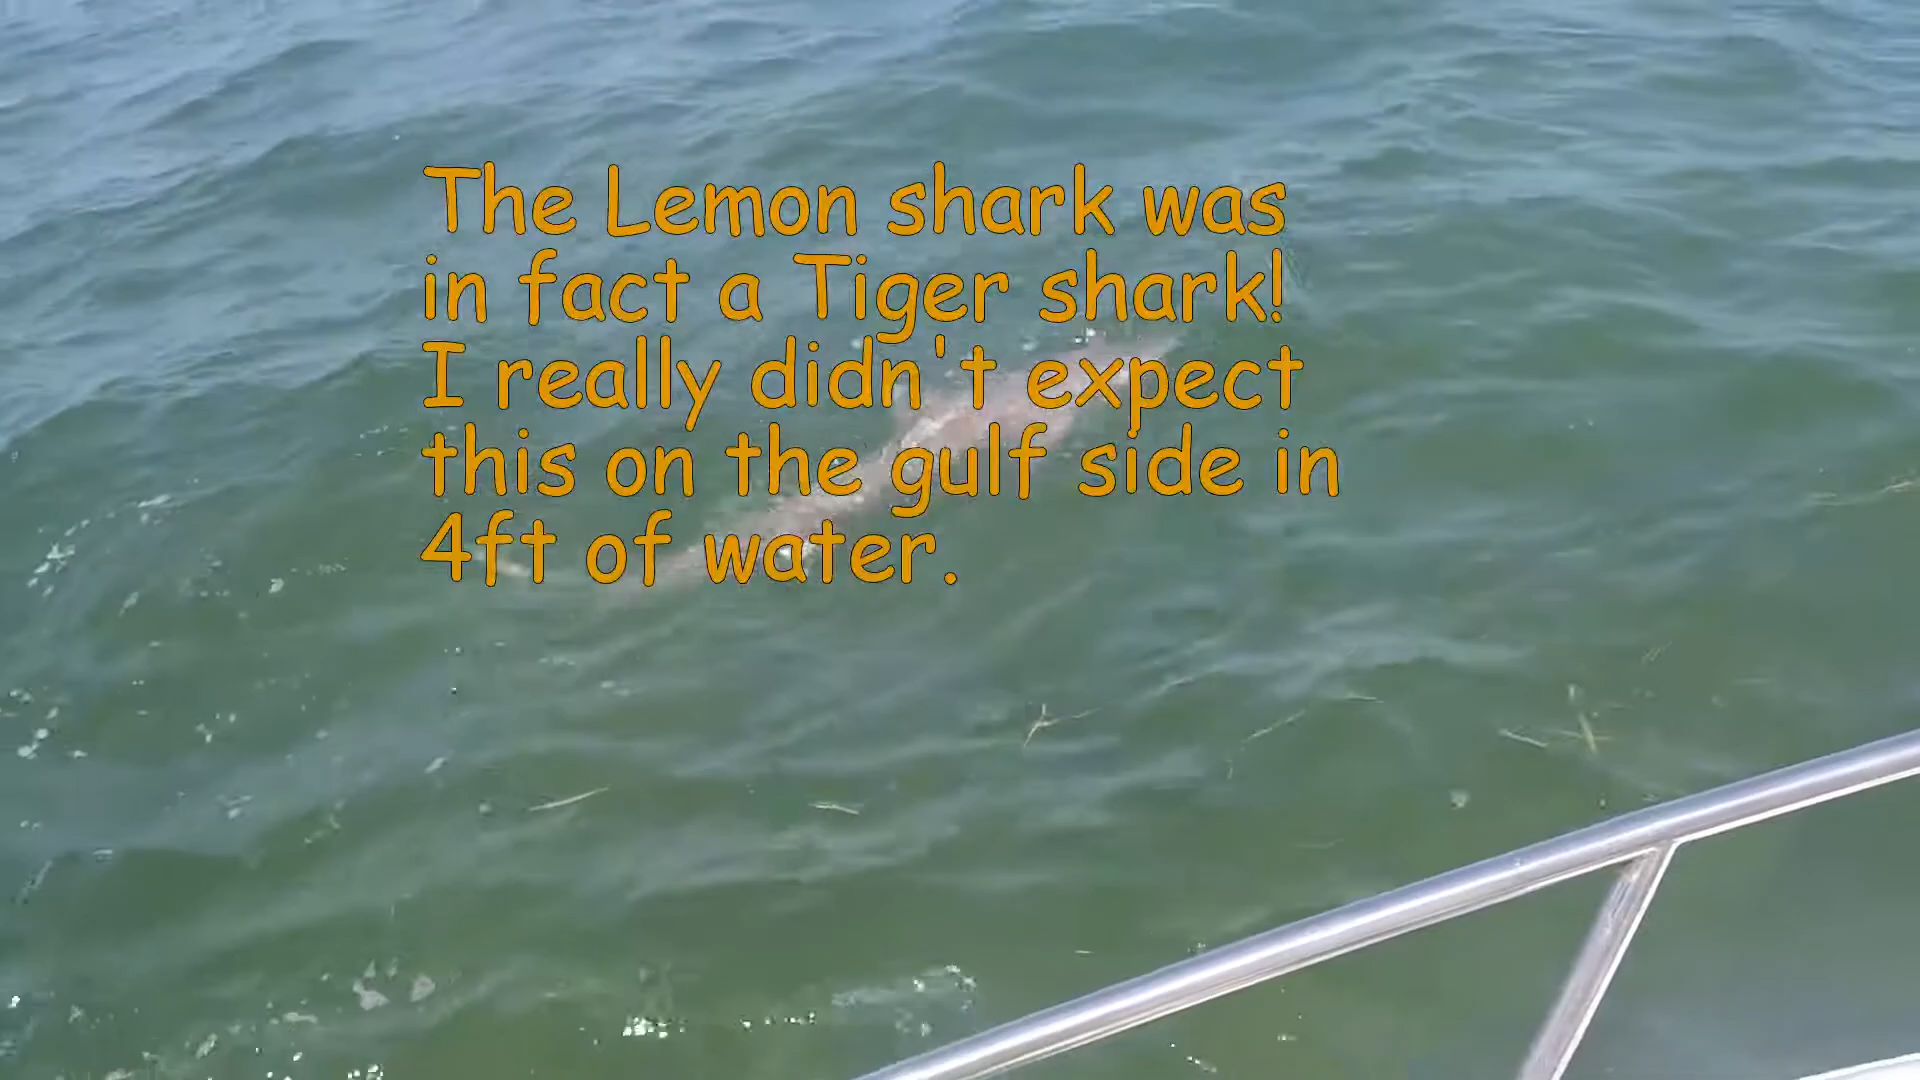 The Lemon shark was
in fact a Tiger shark!
I really didn't expect
this on the gulf side in
4ft of water.